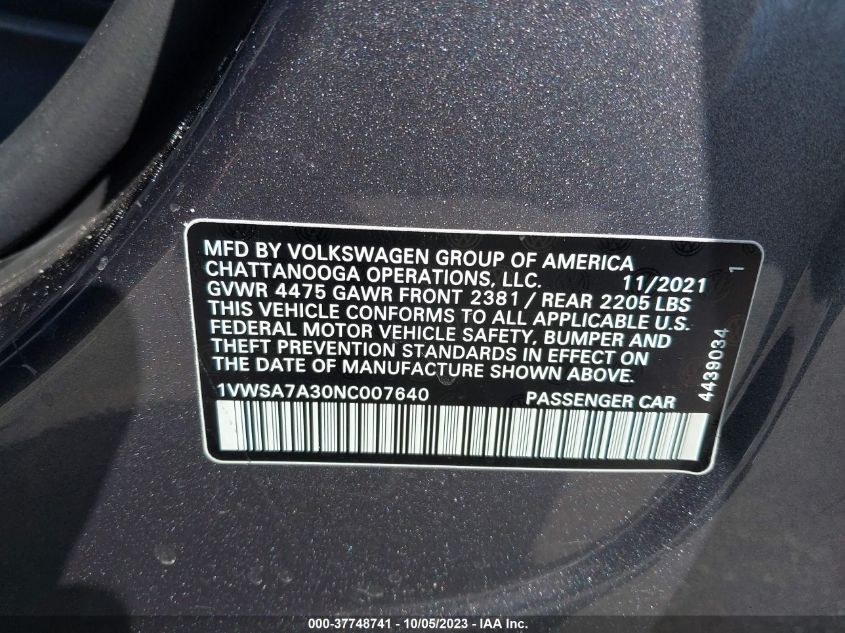 MFD BY VOLKSWAGEN GROUP OF AMERICA
CHATTANOOGA OPERATIONS, LLC. 11/2021
GVWR 4475 GAWR FRONT 2381 / REAR 2205 LBS
THIS VEHICLE CONFORMS TO ALL APPLICABLE U.S.
FEDERAL MOTOR VEHICLE SAFETY, BUMPER AND
THEFT PREVENTION STANDARDS IN EFFECT ON
THE DATE OF MANUFACTURE SHOWN ABOVE.
1VWSA7A30NC007640 PASSENGER CAR
4439034 1
000-37748741 - 10/05/2023 - IAA Inc.